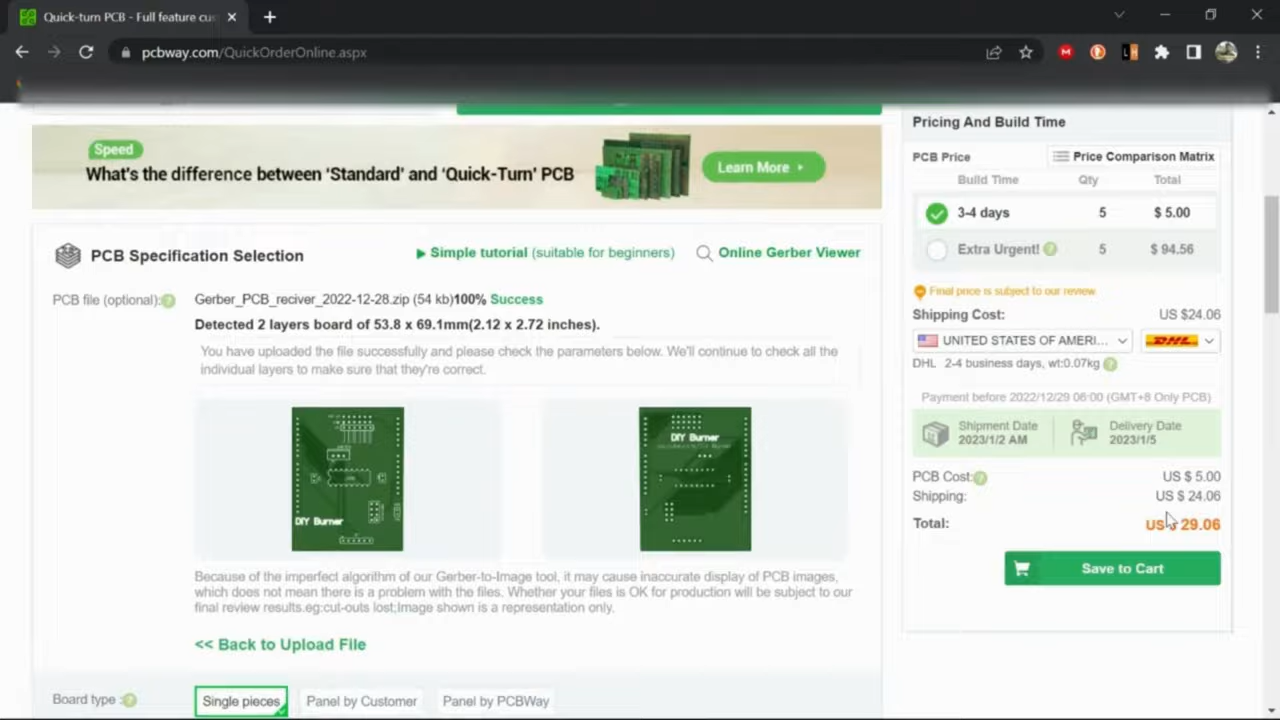 Quick-turn PCB - Full feature cu
pcbway.com/QuickOrderOnline.aspx
Speed
What's the difference between 'Standard' and 'Quick-Turn' PCB
Learn More
PCB Specification Selection
Simple tutorial (suitable for beginners)
Online Gerber Viewer
PCB file (optional):
Gerber_PCB_reciver_2022-12-28.zip (54 kb)100% Success
Detected 2 layers board of 53.8 x 69.1mm(2.12 x 2.72 inches).
You have uploaded the file successfully and please check the parameters below. We'll continue to check all the
individual layers to make sure that they're correct.
DIY Burner
DIY Burner
Because of the imperfect algorithm of our Gerber-to-Image tool, it may cause inaccurate display of PCB images,
which does not mean there is a problem with the files. Whether your files is OK for production will be subject to our
final review results.eg:cut-outs lost;Image shown is a representation only.
<< Back to Upload File
Board type :
Single pieces
Panel by Customer
Panel by PCBWay
Pricing And Build Time
PCB Price
Price Comparison Matrix
Build Time Qty Total
3-4 days 5 $ 5.00
Extra Urgent! 5 $ 94.56
Final price is subject to our review
Shipping Cost: US $24.06
UNITED STATES OF AMERI...
DHL
DHL 2-4 business days, wt:0.07kg
Payment before 2022/12/29 06:00 (GMT+8 Only PCB)
Shipment Date
2023/1/2 AM
Delivery Date
2023/1/5
PCB Cost: US $ 5.00
Shipping: US $ 24.06
Total: US $ 29.06
Save to Cart